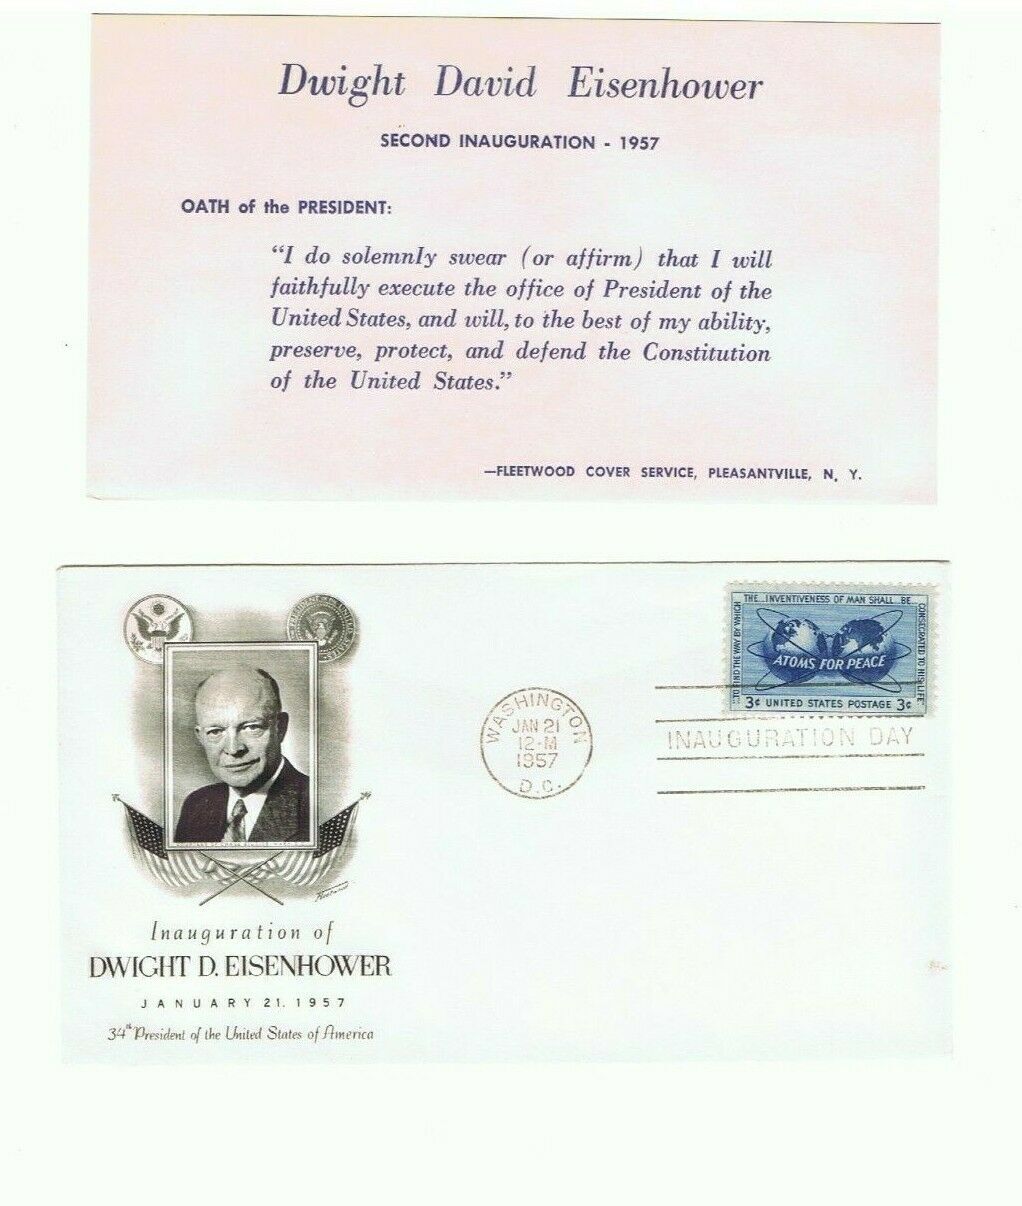 Dwight David Eisenhower
SECOND INAUGURATION - 1957
OATH of the PRESIDENT:
“I do solemnly swear (or affirm) that I will
faithfully execute the office of President of the
United States, and will, to the best of my ability,
preserve, protect, and defend the Constitution
of the United States.”
—FLEETWOOD COVER SERVICE, PLEASANTVILLE, N. Y.
"...TO FIND THE WAY BY WHICH
THE...INVENTIVENESS OF MAN SHALL...BE
CONSECRATED TO HIS LIFE"
ATOMS FOR PEACE
3¢ UNITED STATES POSTAGE 3¢
WASHINGTON
JAN 21
12-M
1957
D.C.
INAUGURATION DAY
Fleetwood
Inauguration of
DWIGHT D. EISENHOWER
JANUARY 21, 1957
34th President of the United States of America